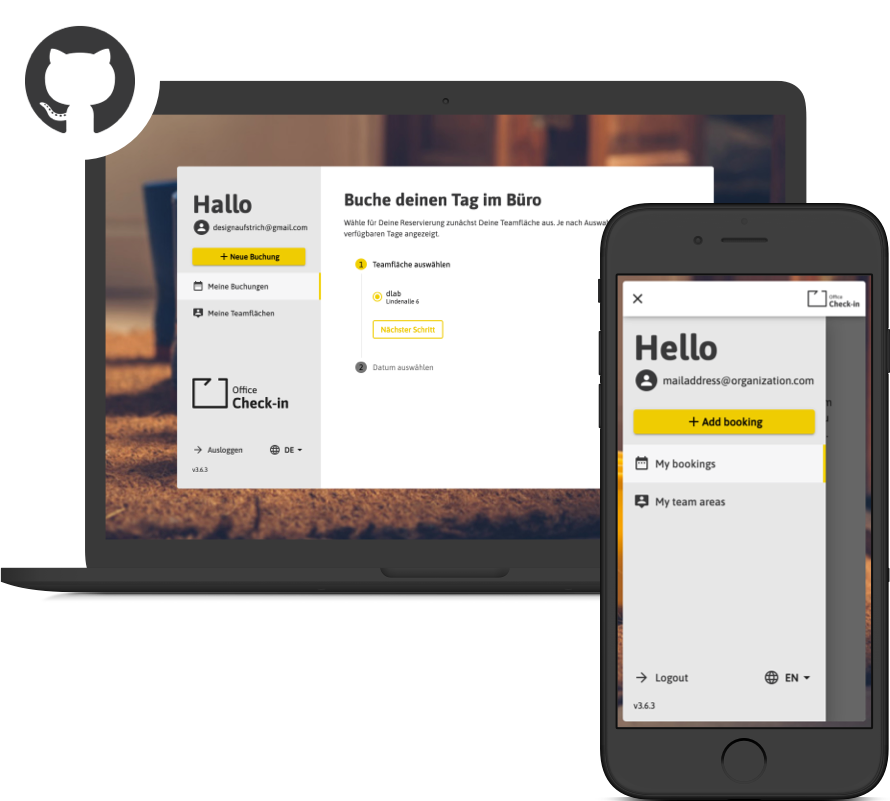 Hallo
designaufstrich@gmail.com
+ Neue Buchung
Meine Buchungen
Meine Teamflächen
Office
Check-in
Ausloggen
DE
v3.6.3
Buche deinen Tag im Büro
Wähle für Deine Reservierung zunächst Deine Teamfläche aus. Je nach
verfügbaren Tage angezeigt.
1 Teamfläche auswählen
dlab
Lindenalle 6
Nächster Schritt
2 Datum auswählen
Office
Check-in
Hello
mailaddress@organization.com
+ Add booking
My bookings
My team areas
Logout
EN
v3.6.3